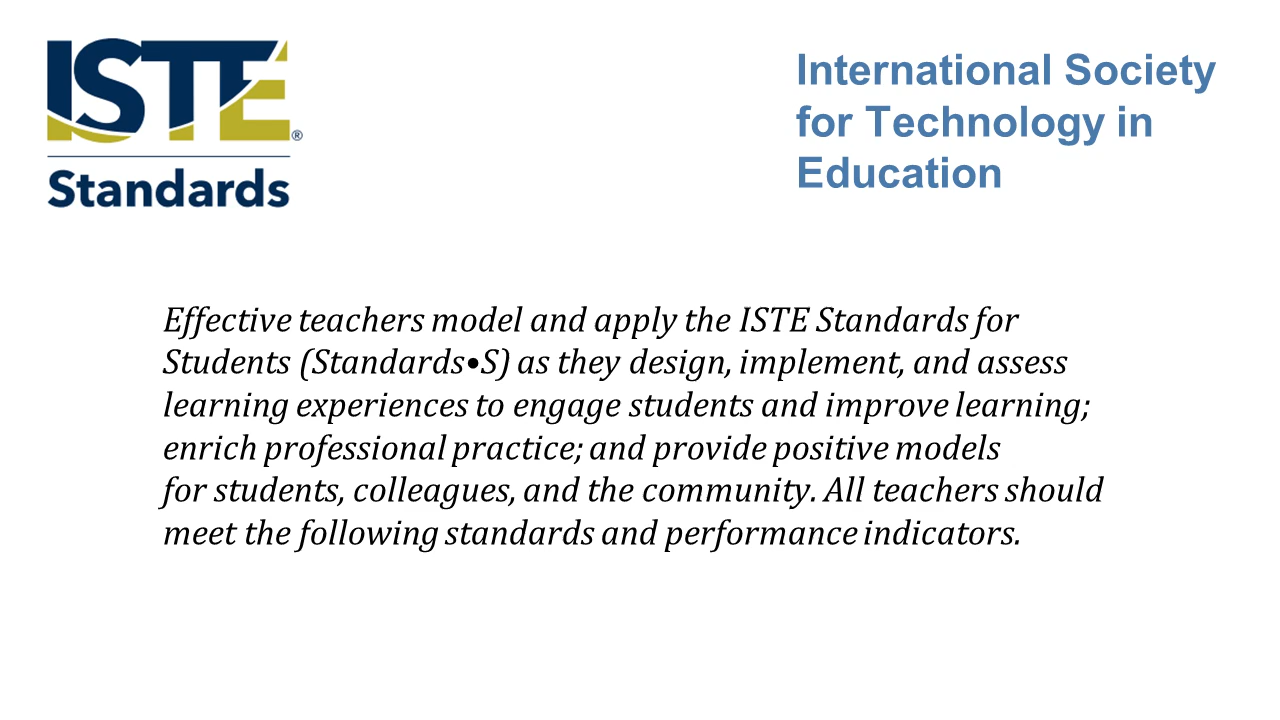 ISTE®
Standards
International Society
for Technology in
Education
Effective teachers model and apply the ISTE Standards for
Students (Standards•S) as they design, implement, and assess
learning experiences to engage students and improve learning;
enrich professional practice; and provide positive models
for students, colleagues, and the community. All teachers should
meet the following standards and performance indicators.